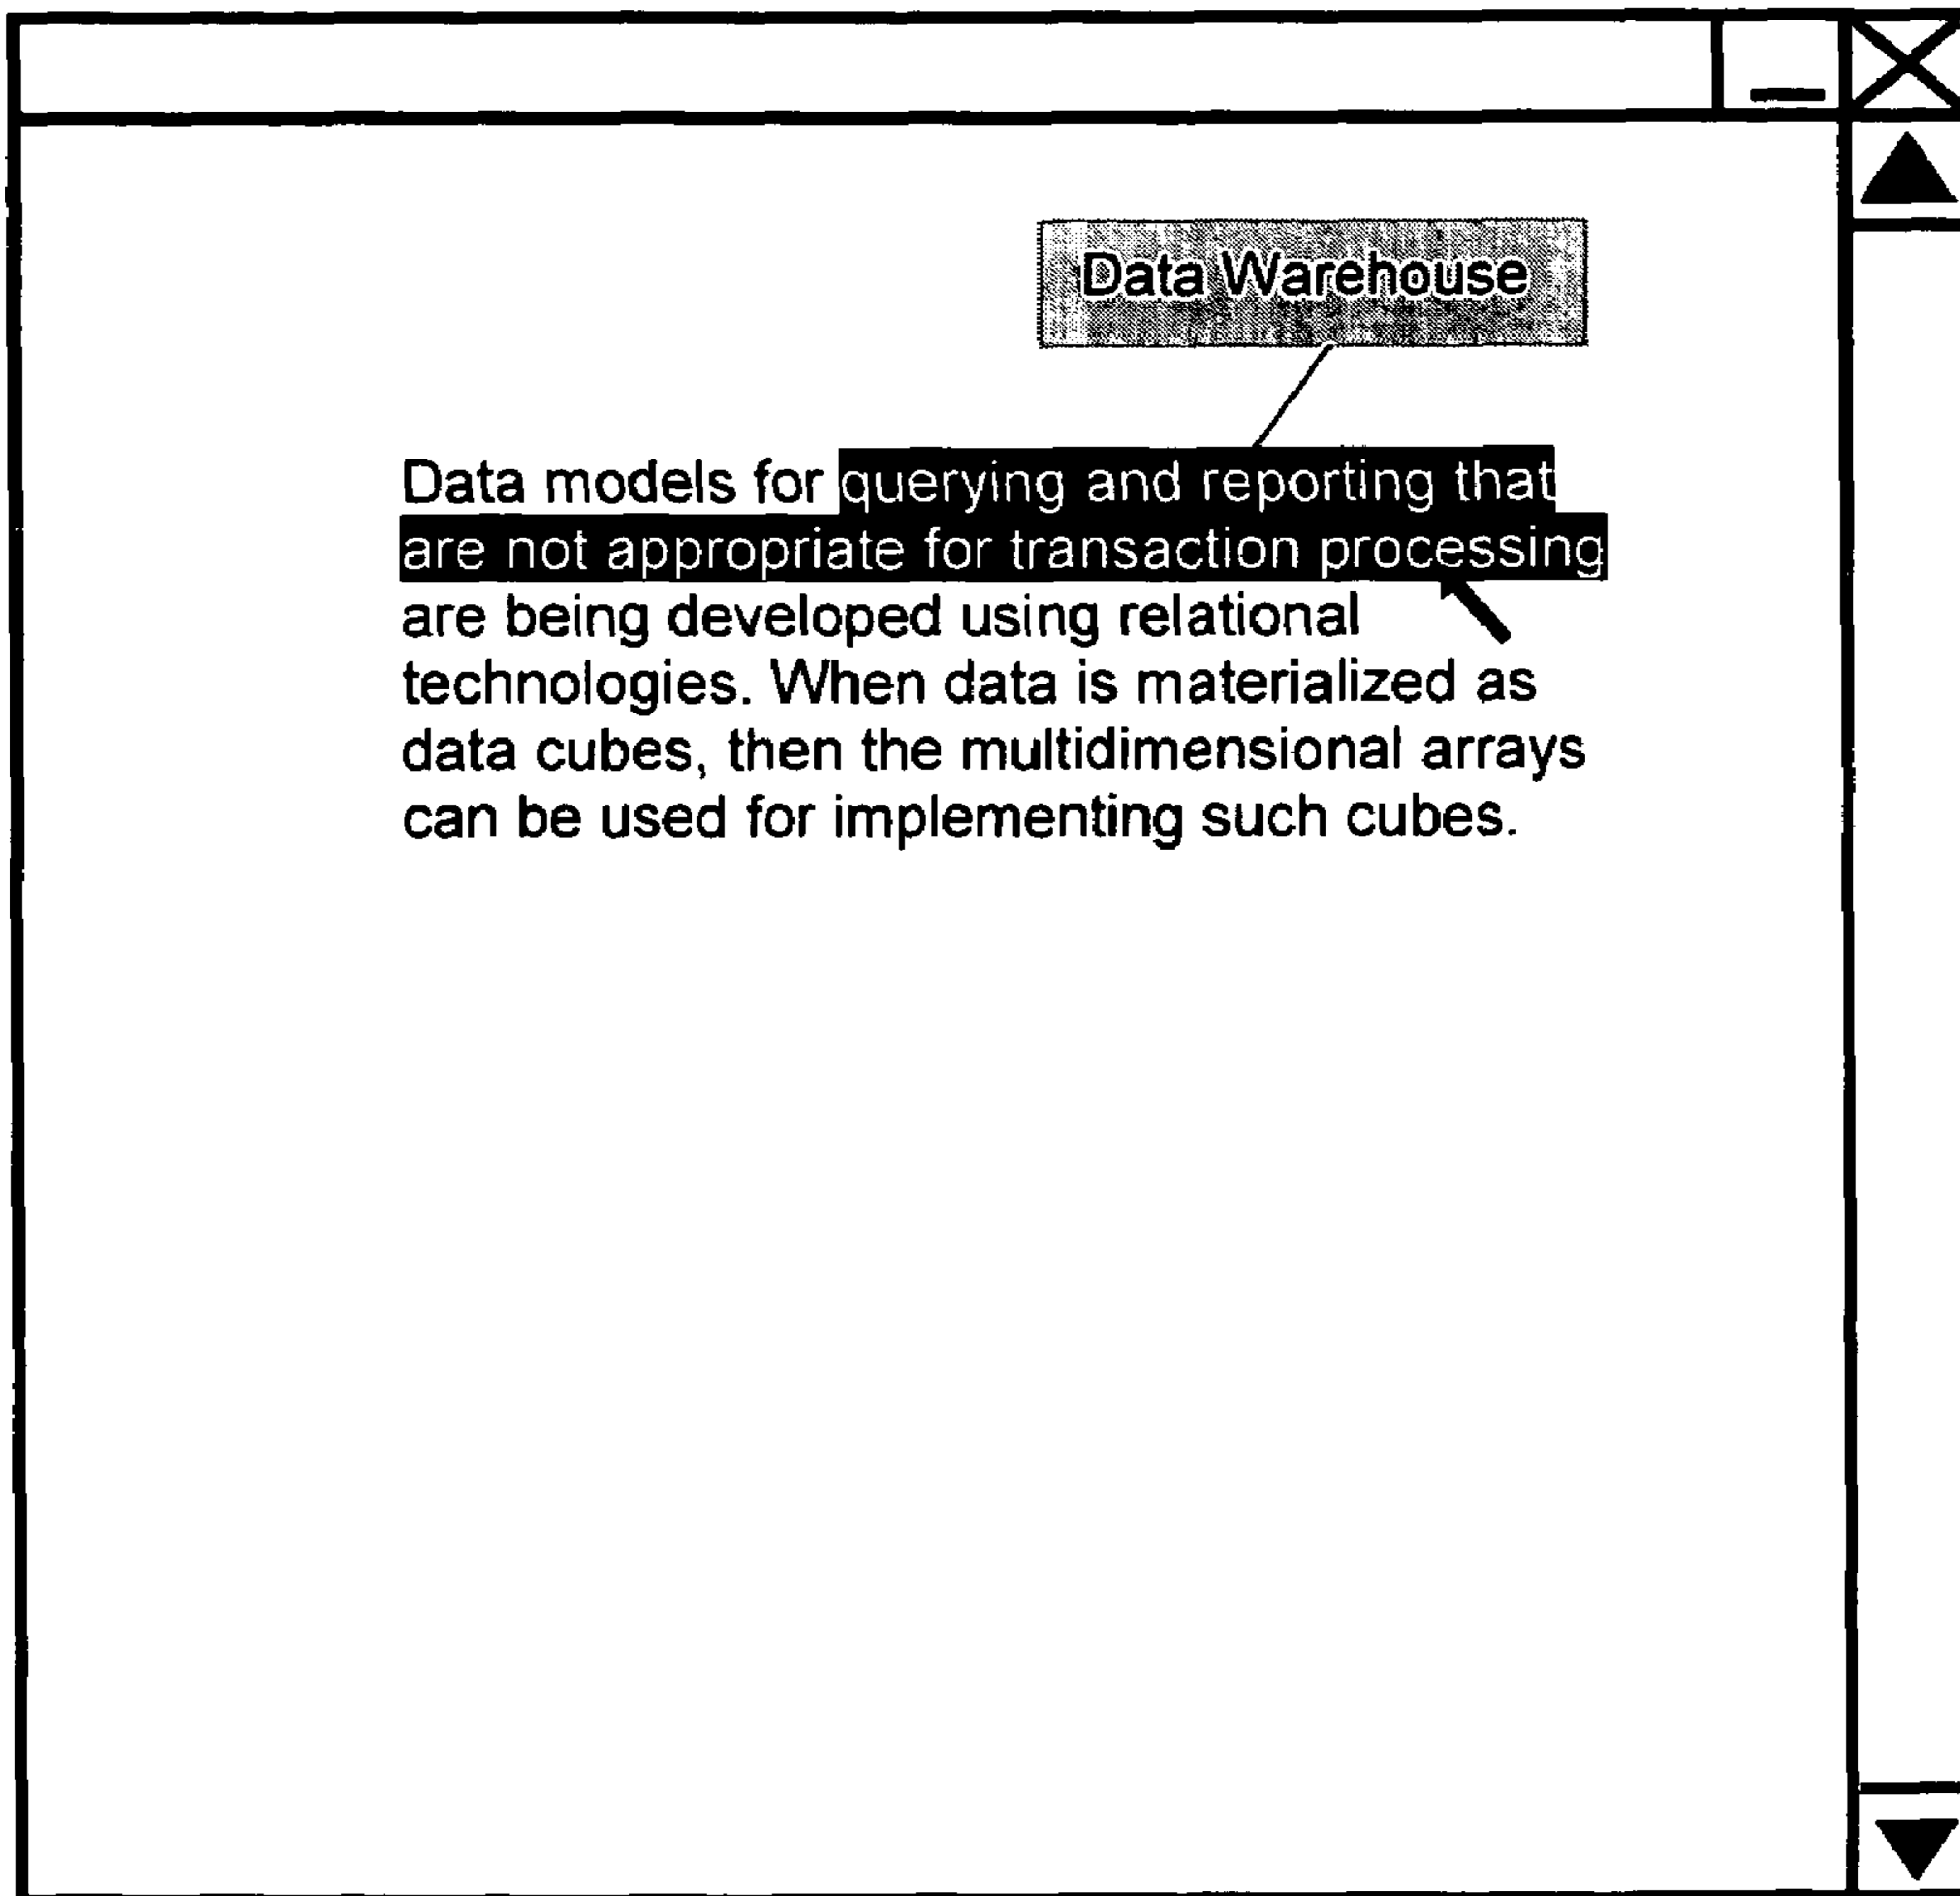 Data Warehouse
Data models for querying and reporting that
are not appropriate for transaction processing
are being developed using relational
technologies. When data is materialized as
data cubes, then the multidimensional arrays
can be used for implementing such cubes.